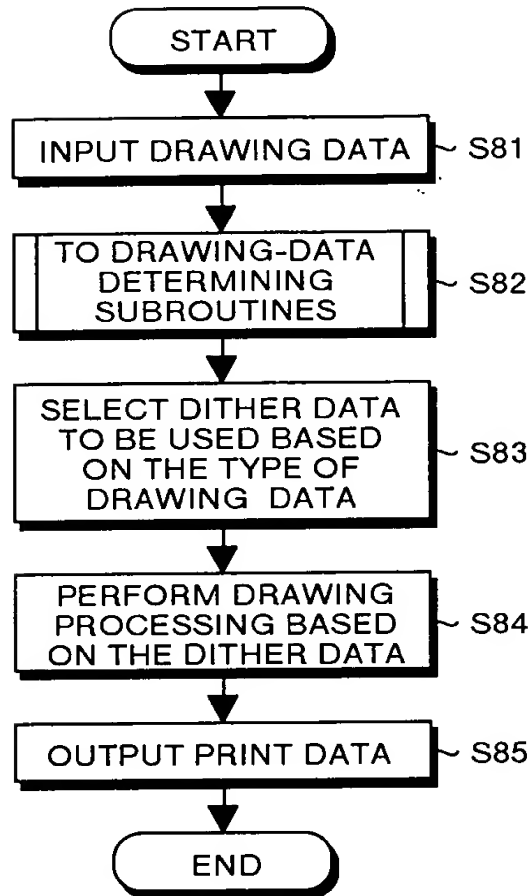 START
INPUT DRAWING DATA ~ S81
TO DRAWING-DATA
DETERMINING
SUBROUTINES
~ S82
SELECT DITHER DATA
TO BE USED BASED
ON THE TYPE OF
DRAWING DATA
~ S83
PERFORM DRAWING
PROCESSING BASED
ON THE DITHER DATA
~ S84
OUTPUT PRINT DATA ~ S85
END